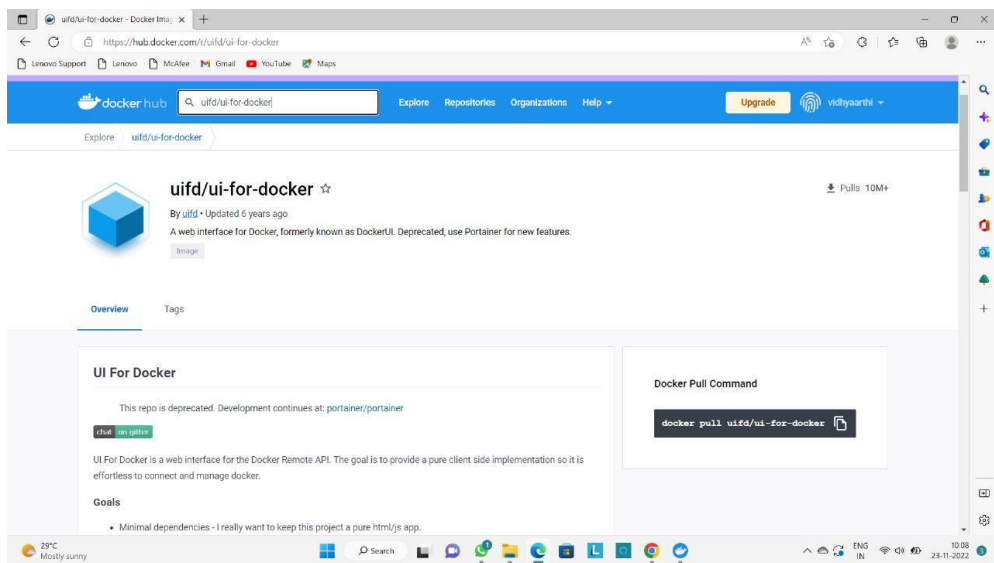 uifd/ui-for-docker - Docker Imag
https://hub.docker.com/r/uifd/ui-for-docker
Lenovo Support Lenovo McAfee Gmail YouTube Maps
dockerhub uifd/ui-for-docker Explore Repositories Organizations Help Upgrade vidhyaarthi
Explore uifd/ui-for-docker
uifd/ui-for-docker
Pulls 10M+
By uifd • Updated 6 years ago
A web interface for Docker, formerly known as DockerUI. Deprecated, use Portainer for new features.
Image
Overview Tags
UI For Docker
Docker Pull Command
This repo is deprecated. Development continues at: portainer/portainer
docker pull uifd/ui-for-docker
chat on gitter
UI For Docker is a web interface for the Docker Remote API. The goal is to provide a pure client side implementation so it is
effortless to connect and manage docker.
Goals
• Minimal dependencies - I really want to keep this project a pure html/js app.
29°C
Mostly sunny
Search
ENG
IN
10:08
23-11-2022